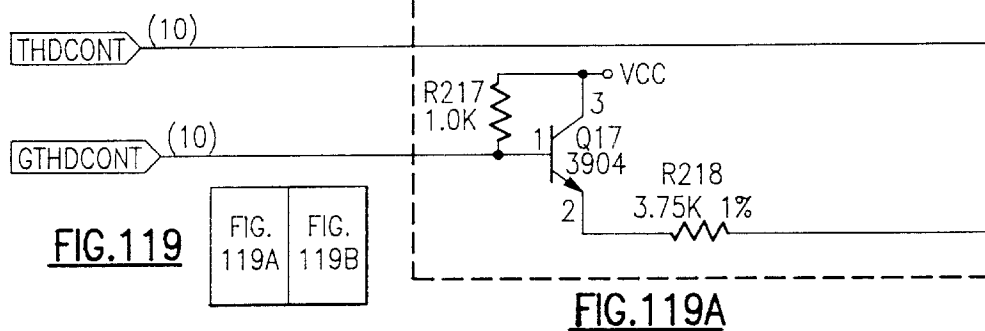 THDCONT
(10)
GTHDCONT
(10)
R217
1.0K
VCC
3
1
Q17
3904
2
R218
3.75K 1%
FIG.119
FIG.
119A
FIG.
119B
FIG.119A